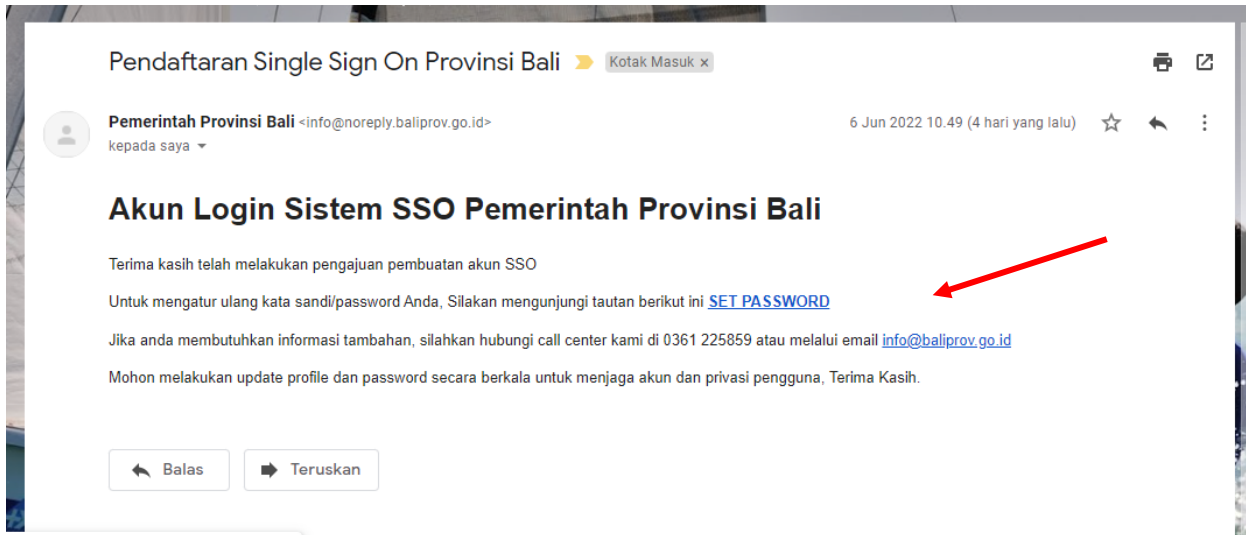 Pendaftaran Single Sign On Provinsi Bali Kotak Masuk x
Pemerintah Provinsi Bali <info@noreply.baliprov.go.id> 6 Jun 2022 10.49 (4 hari yang lalu)
kepada saya
Akun Login Sistem SSO Pemerintah Provinsi Bali
Terima kasih telah melakukan pengajuan pembuatan akun SSO
Untuk mengatur ulang kata sandi/password Anda, Silakan mengunjungi tautan berikut ini SET PASSWORD
Jika anda membutuhkan informasi tambahan, silahkan hubungi call center kami di 0361 225859 atau melalui email info@baliprov.go.id
Mohon melakukan update profile dan password secara berkala untuk menjaga akun dan privasi pengguna, Terima Kasih.
Balas Teruskan